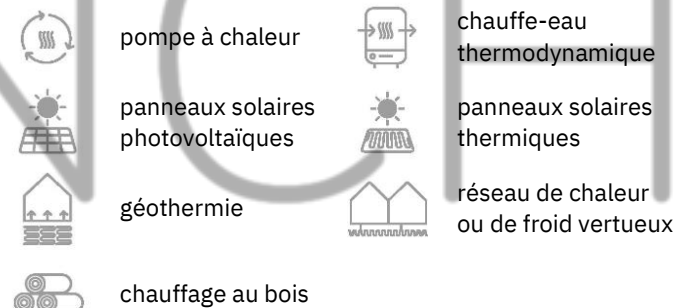 pompe à chaleur
chauffe-eau
thermodynamique
panneaux solaires
photovoltaïques
panneaux solaires
thermiques
géothermie
réseau de chaleur
ou de froid vertueux
chauffage au bois